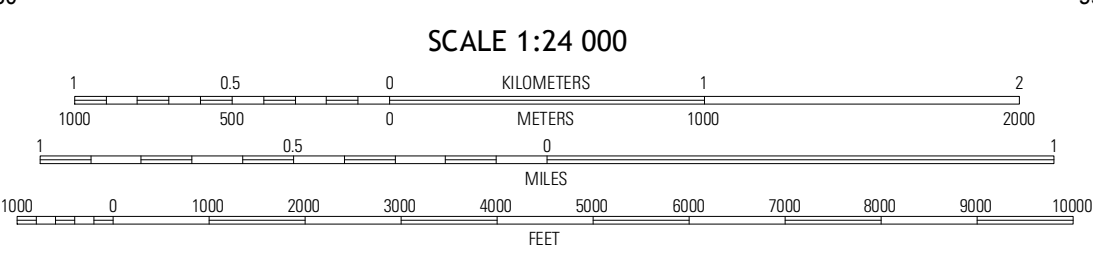 SCALE 1:24 000
1 0.5 0 KILOMETERS 1 2
1000 500 0 METERS 1000 2000
1 0.5 0 1
MILES
1000 0 1000 2000 3000 4000 5000 6000 7000 8000 9000 10000
FEET